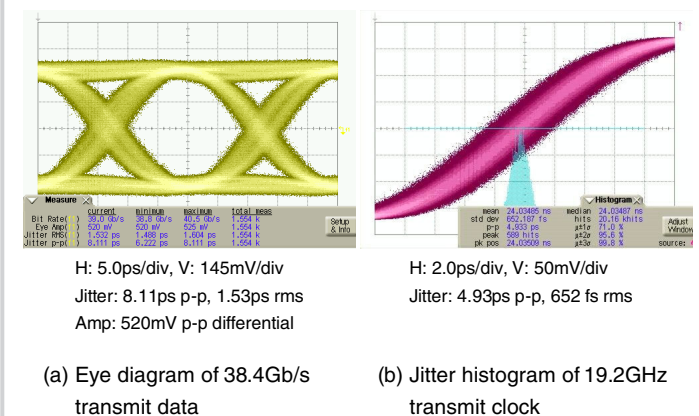 Measure
current minimum maximum total meas
Bit Rate( ) 39.0 Gb/s 38.8 Gb/s 40.5 Gb/s 1.554 k
Eye Amp( ) 520 mV 520 mV 525 mV 1.554 k
Jitter RMS( ) 1.532 ps 1.488 ps 1.604 ps 1.554 k
Jitter p-p( ) 8.111 ps 6.222 ps 8.111 ps 1.554 k
Setup
& Info
Histogram
mean 24.03485 ns median 24.03487 ns
std dev 652.187 fs hits 20.16 khits
p-p 4.933 ps μ±1σ 71.0 %
peak 589 hits μ±2σ 95.6 %
pk pos 24.03509 ns μ±3σ 99.8 %
Adjust
Window
source:
H: 5.0ps/div, V: 145mV/div
Jitter: 8.11ps p-p, 1.53ps rms
Amp: 520mV p-p differential
H: 2.0ps/div, V: 50mV/div
Jitter: 4.93ps p-p, 652 fs rms
(a) Eye diagram of 38.4Gb/s
transmit data
(b) Jitter histogram of 19.2GHz
transmit clock